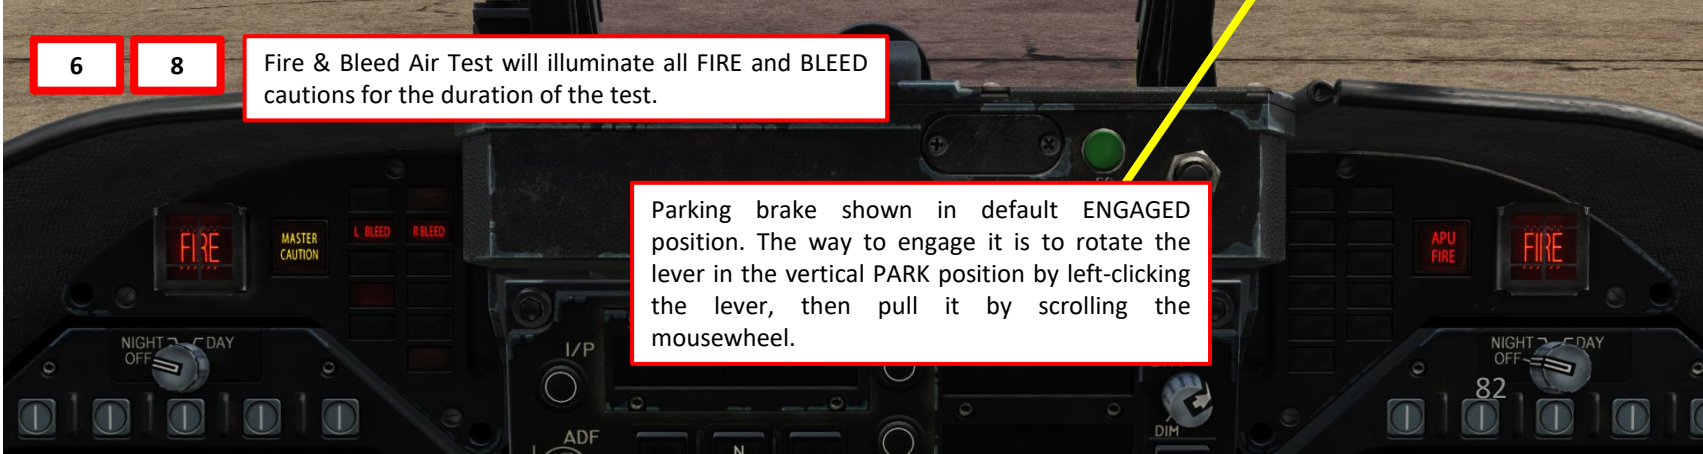 6
8
Fire & Bleed Air Test will illuminate all FIRE and BLEED
cautions for the duration of the test.
Parking brake shown in default ENGAGED
position. The way to engage it is to rotate the
lever in the vertical PARK position by left-clicking
the lever, then pull it by scrolling the
mousewheel.
FIRE
MASTER
CAUTION
L BLEED
R BLEED
APU
FIRE
FIRE
NIGHT
DAY
OFF
I/P
ADF
N
DIM
NIGHT
DAY
OFF
82